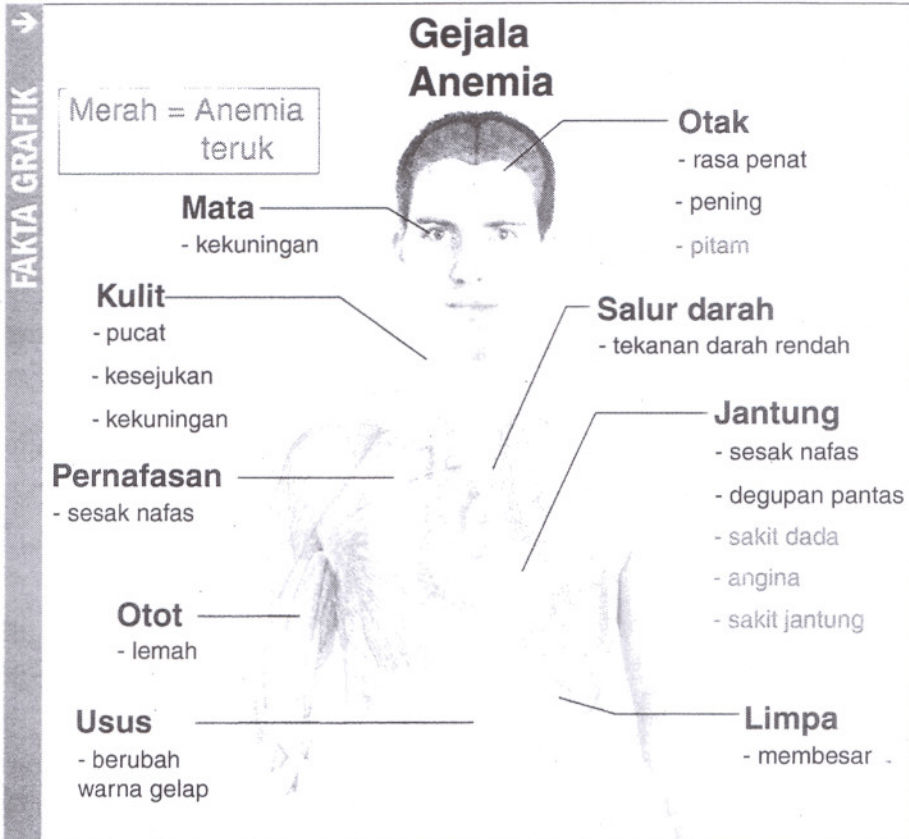 FAKTA GRAFIK
Gejala
Anemia
Merah = Anemia
teruk
Otak
- rasa penat
- pening
- pitam
Mata
- kekuningan
Kulit
- pucat
- kesejukan
- kekuningan
Salur darah
- tekanan darah rendah
Jantung
- sesak nafas
- degupan pantas
- sakit dada
- angina
- sakit jantung
Pernafasan
- sesak nafas
Otot
- lemah
Usus
- berubah
warna gelap
Limpa
- membesar